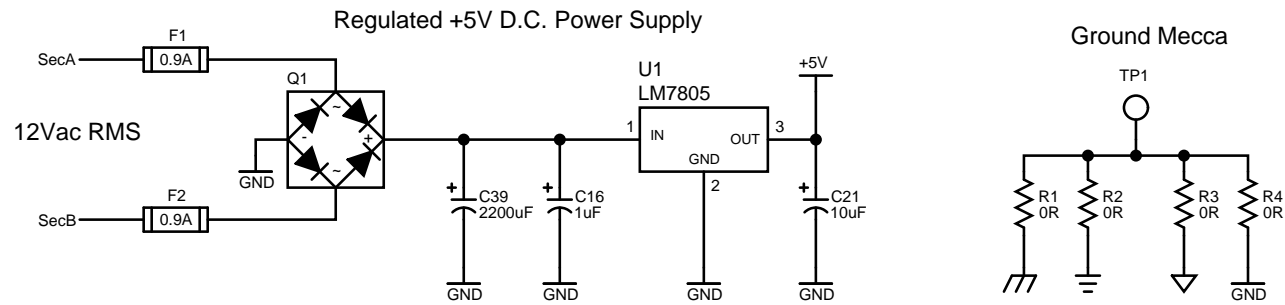 Regulated +5V D.C. Power Supply
Ground Mecca
F1
SecA
0.9A
Q1
~
12Vac RMS
-
+
~
GND
F2
SecB
0.9A
U1
LM7805
+5V
1
IN
OUT
3
GND
2
+
C39
2200uF
+
C16
1uF
+
C21
10uF
GND
GND
GND
GND
TP1
R1
0R
R2
0R
R3
0R
R4
0R
GND